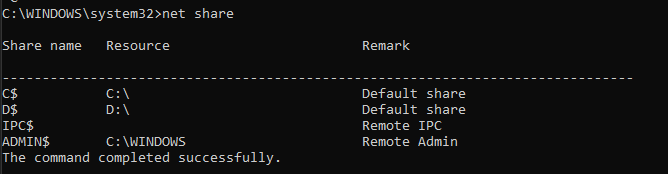 C:\WINDOWS\system32>net share
Share name   Resource                        Remark
-------------------------------------------------------------------------------
C$           C:\                             Default share
D$           D:\                             Default share
IPC$                                         Remote IPC
ADMIN$       C:\WINDOWS                      Remote Admin
The command completed successfully.